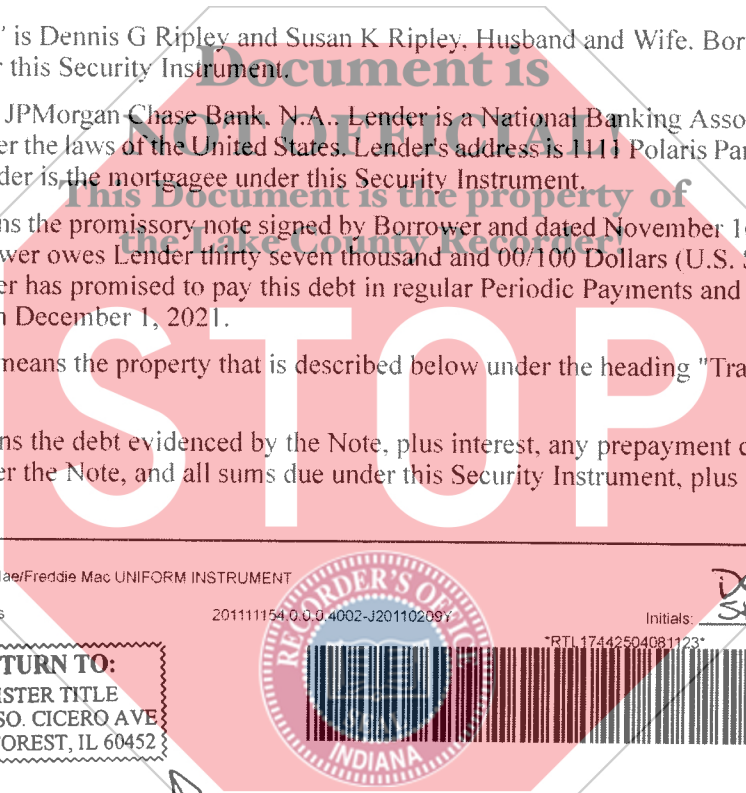 ' is Dennis G Ripley and Susan K Ripley, Husband and Wife. Bor
r this Security Instrument.
Document is
JPMorgan Chase Bank, N.A.. Lender is a National Banking Asso
NOT OFFICIAL!
er the laws of the United States. Lender's address is 1111 Polaris Par
der is the mortgagee under this Security Instrument.
This Document is the property of
ns the promissory note signed by Borrower and dated November 1
the Lake County Recorder!
wer owes Lender thirty seven thousand and 00/100 Dollars (U.S.
er has promised to pay this debt in regular Periodic Payments and
n December 1, 2021.
means the property that is described below under the heading "Tra
STOP
ns the debt evidenced by the Note, plus interest, any prepayment c
er the Note, and all sums due under this Security Instrument, plus
lae/Freddie Mac UNIFORM INSTRUMENT
s
201111154.0.0.0.4002-J20110209Y
Initials:
*RTL17442504081123*
RECORDER'S OF
SEAL
INDIANA
TURN TO:
ISTER TITLE
SO. CICERO AVE
OREST, IL 60452